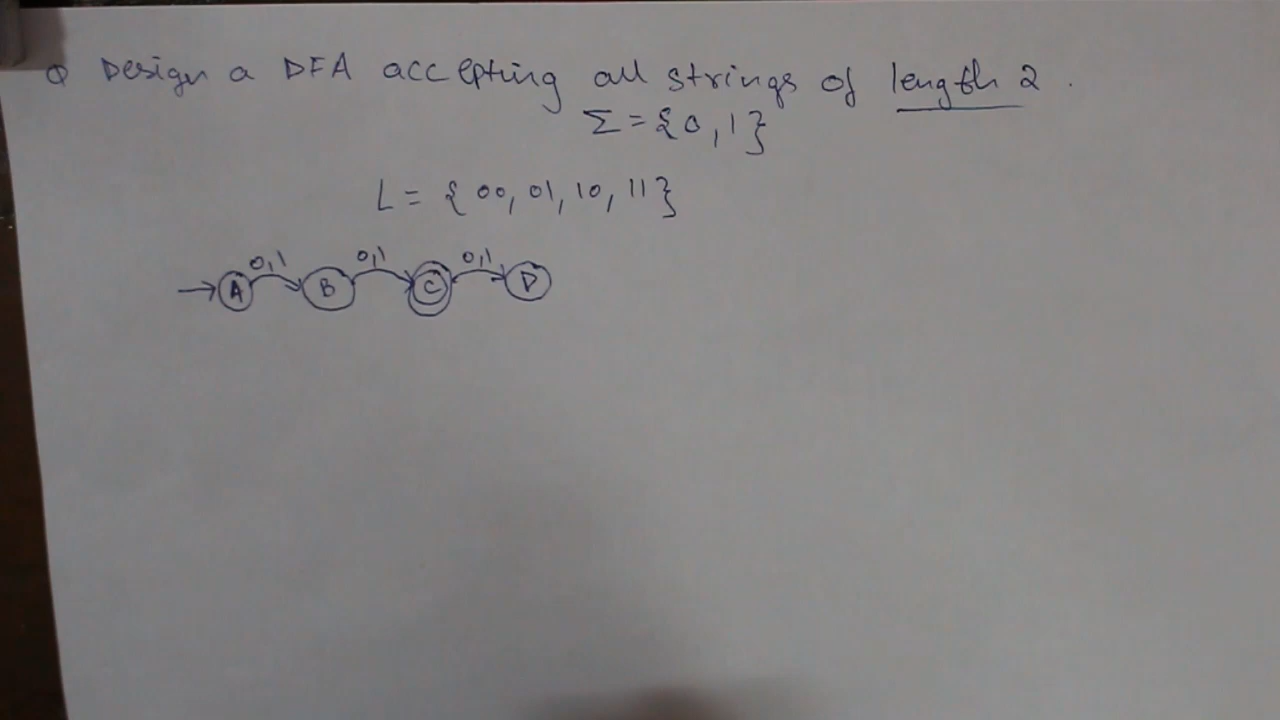 Q Design a DFA accepting all strings of length 2.
Σ = {0, 1}
L = {00, 01, 10, 11}
0,1 0,1 0,1
A B C D